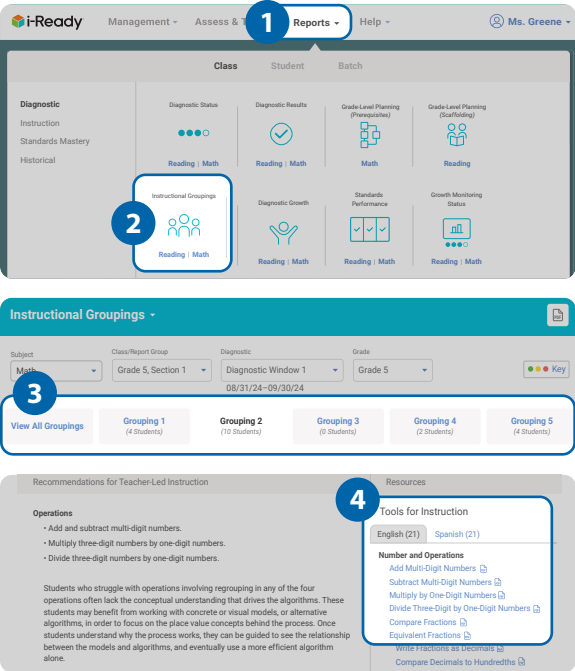 i-Ready Management Assess & T 1 Reports Help Ms. Greene
Class Student Batch
Diagnostic
Instruction
Standards Mastery
Historical
Diagnostic Status
Reading | Math
Diagnostic Results
Reading | Math
Grade-Level Planning
(Prerequisites)
Math
Grade-Level Planning
(Scaffolding)
Reading
2
Instructional Groupings
Reading | Math
Diagnostic Growth
Reading | Math
Standards
Performance
Reading | Math
Growth Monitoring
Status
Reading | Math
Instructional Groupings
Subject
Math
Class/Report Group
Grade 5, Section 1
Diagnostic
Diagnostic Window 1
08/31/24–09/30/24
Grade
Grade 5
Key
3
View All Groupings
Grouping 1
(4 Students)
Grouping 2
(10 Students)
Grouping 3
(0 Students)
Grouping 4
(2 Students)
Grouping 5
(4 Students)
Recommendations for Teacher-Led Instruction
Operations
• Add and subtract multi-digit numbers.
• Multiply three-digit numbers by one-digit numbers.
• Divide three-digit numbers by one-digit numbers.
Students who struggle with operations involving regrouping in any of the four
operations often lack the conceptual understanding that drives the algorithms. These
students may benefit from working with concrete or visual models, or alternative
algorithms, in order to focus on the place value concepts behind the process. Once
students understand why the process works, they can be guided to see the relationship
between the models and algorithms, and eventually use a more efficient algorithm
alone.
Resources
4
Tools for Instruction
English (21) Spanish (21)
Number and Operations
Add Multi-Digit Numbers
Subtract Multi-Digit Numbers
Multiply by One-Digit Numbers
Divide Three-Digit by One-Digit Numbers
Compare Fractions
Equivalent Fractions
Write Fractions as Decimals
Compare Decimals to Hundredths